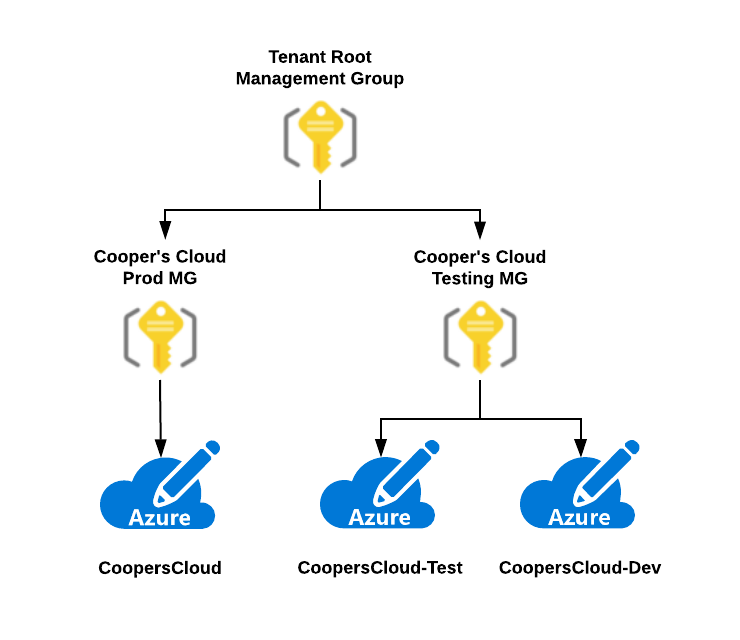 Tenant Root
Management Group
Cooper's Cloud
Prod MG
Cooper's Cloud
Testing MG
Azure
Azure
Azure
CoopersCloud
CoopersCloud-Test
CoopersCloud-Dev